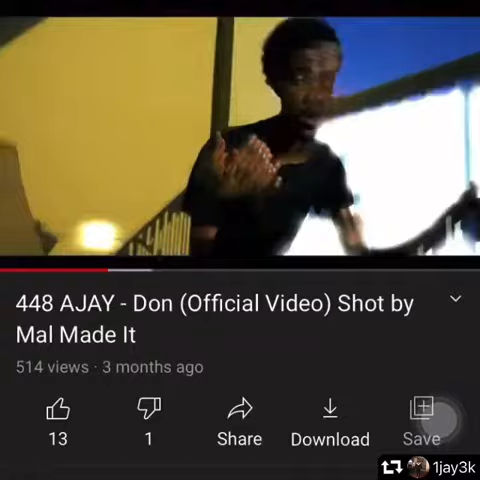 448 AJAY - Don (Official Video) Shot by
Mal Made It
514 views · 3 months ago
13
1
Share
Download
Save
1jay3k